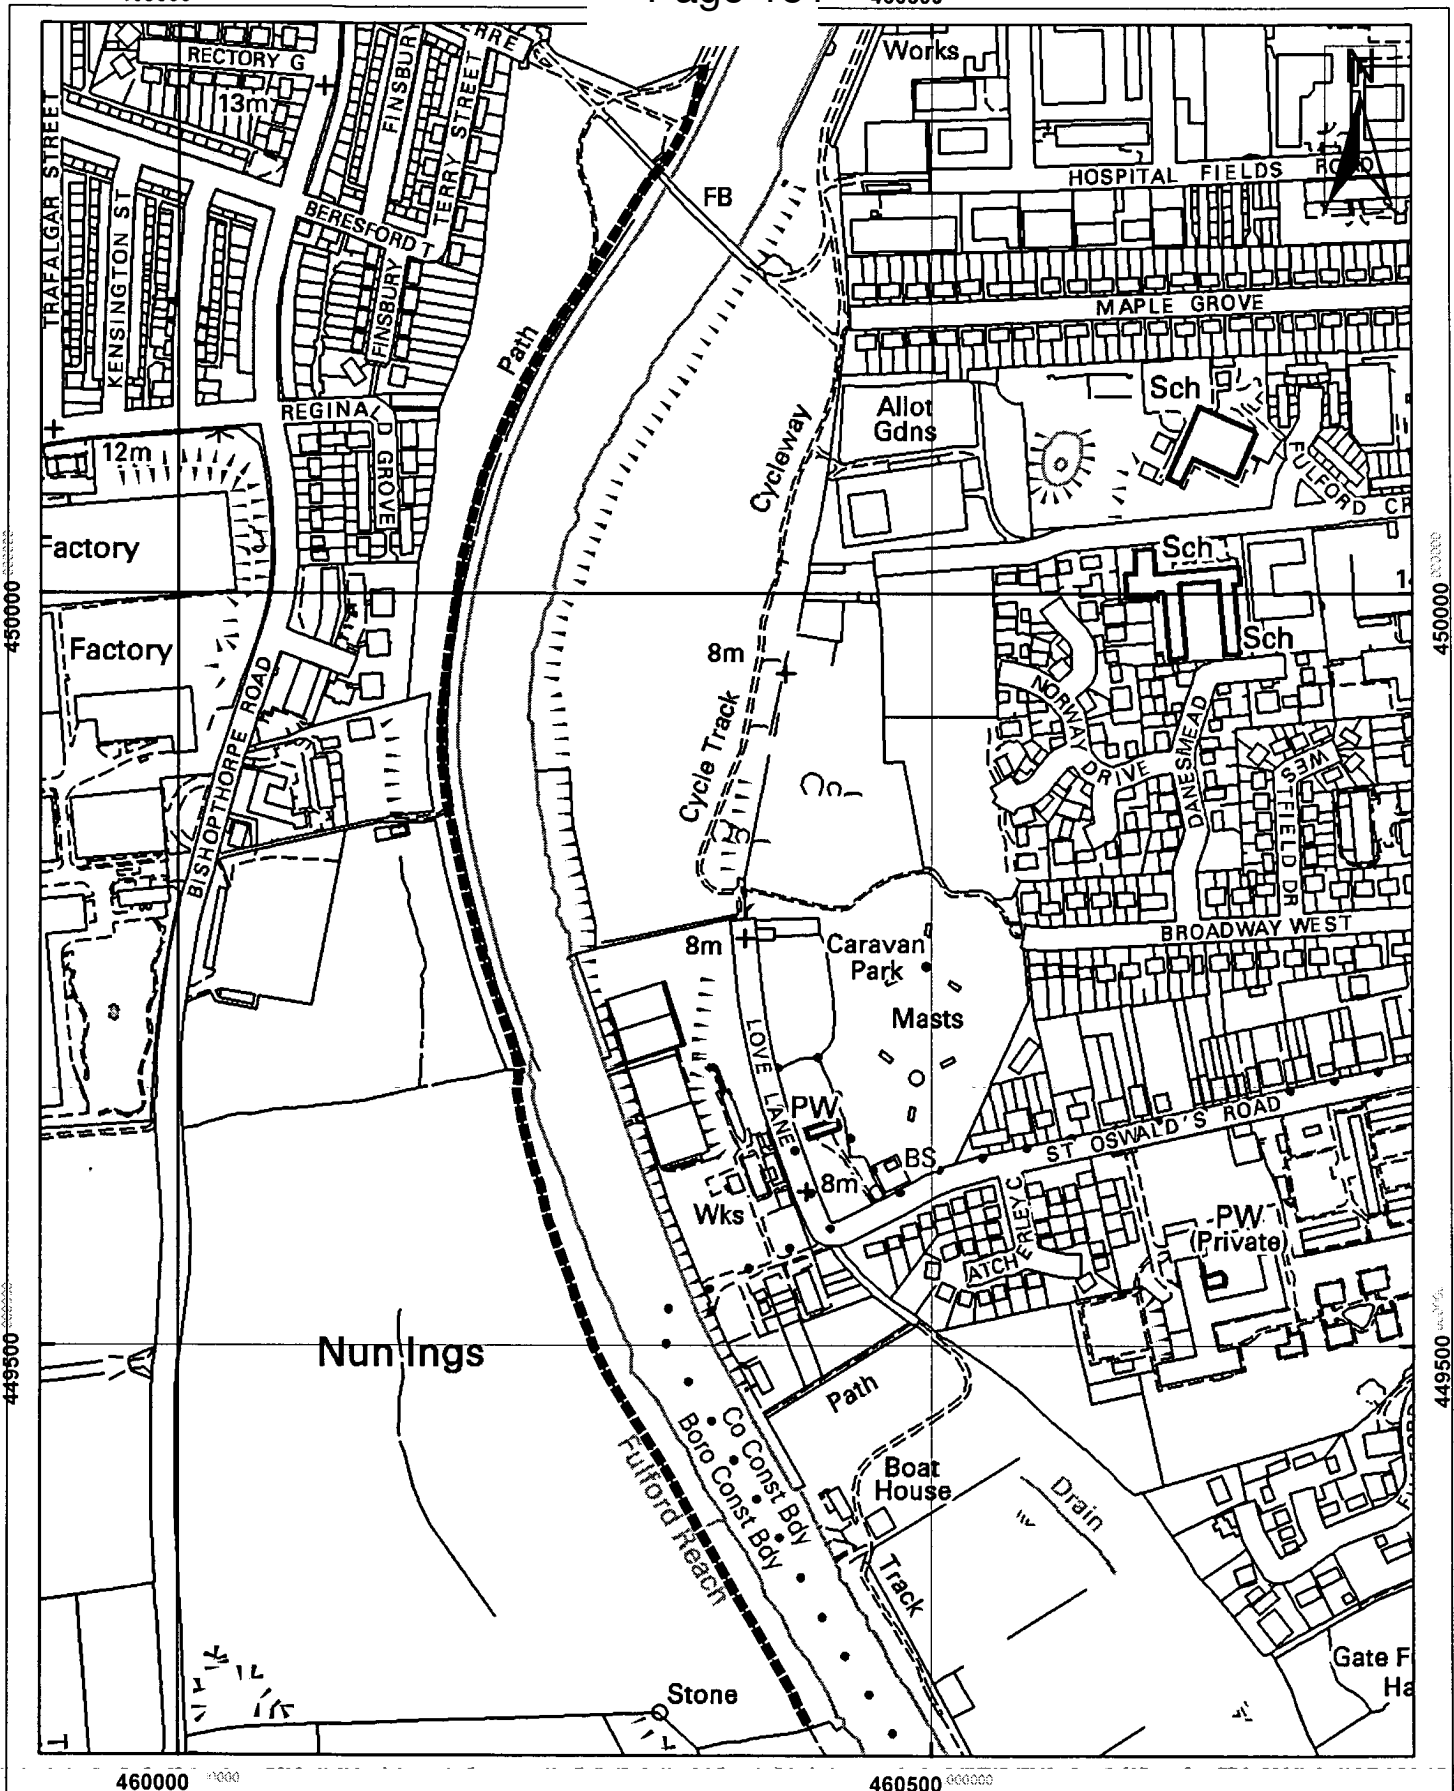 Works
RECTORY G
13m
FINSBURY
TERRY STREET
TRAFALGAR STREET
KENSINGTON ST
BERESFORD T
FINSBURY
FB
HOSPITAL FIELDS ROAD
MAPLE GROVE
Path
REGINALD GROVE
12m
Allot
Gdns
Sch
Cycleway
FULFORD CR
Factory
Sch
450000
450000
Factory
8m
Sch
BISHOPTHORPE ROAD
Cycle Track
NORWAY DRIVE
DANESMEAD
WESTFIELD DR
8m
Caravan
Park
BROADWAY WEST
Masts
LOVE LANE
PW
ST OSWALD'S ROAD
BS
8m
Wks
ATCHERLEY C
PW
(Private)
449500
449500
Nun Ings
Path
Co Const Bdy
Boro Const Bdy
Fulford Reach
Boat
House
Drain
Track
Gate F
Ha
Stone
460000
460500